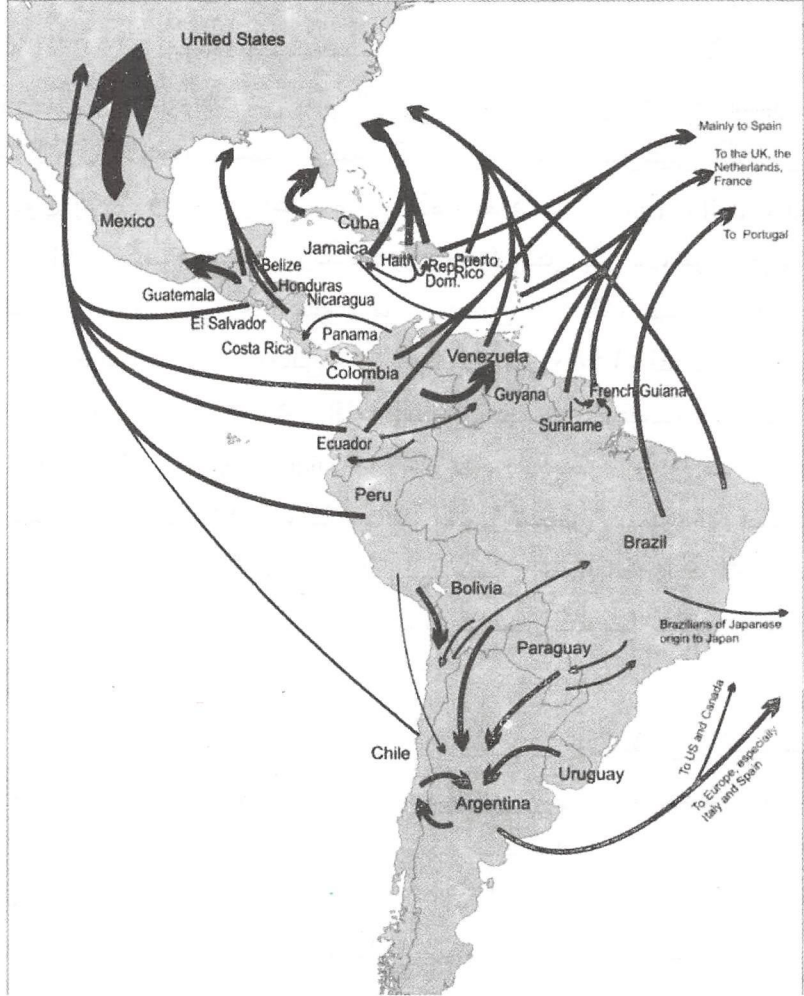 United States
Mainly to Spain
To the UK, the
Netherlands,
France
Mexico
Cuba
To Portugal
Jamaica
Haiti
Rep.
Dom.
Puerto
Rico
Belize
Honduras
Guatemala
Nicaragua
El Salvador
Panama
Costa Rica
Venezuela
Colombia
Guyana
French Guiana
Suriname
Ecuador
Peru
Brazil
Bolivia
Brazilians of Japanese
origin to Japan
Paraguay
To US and Canada
Chile
To Europe, especially
Italy and Spain
Uruguay
Argentina